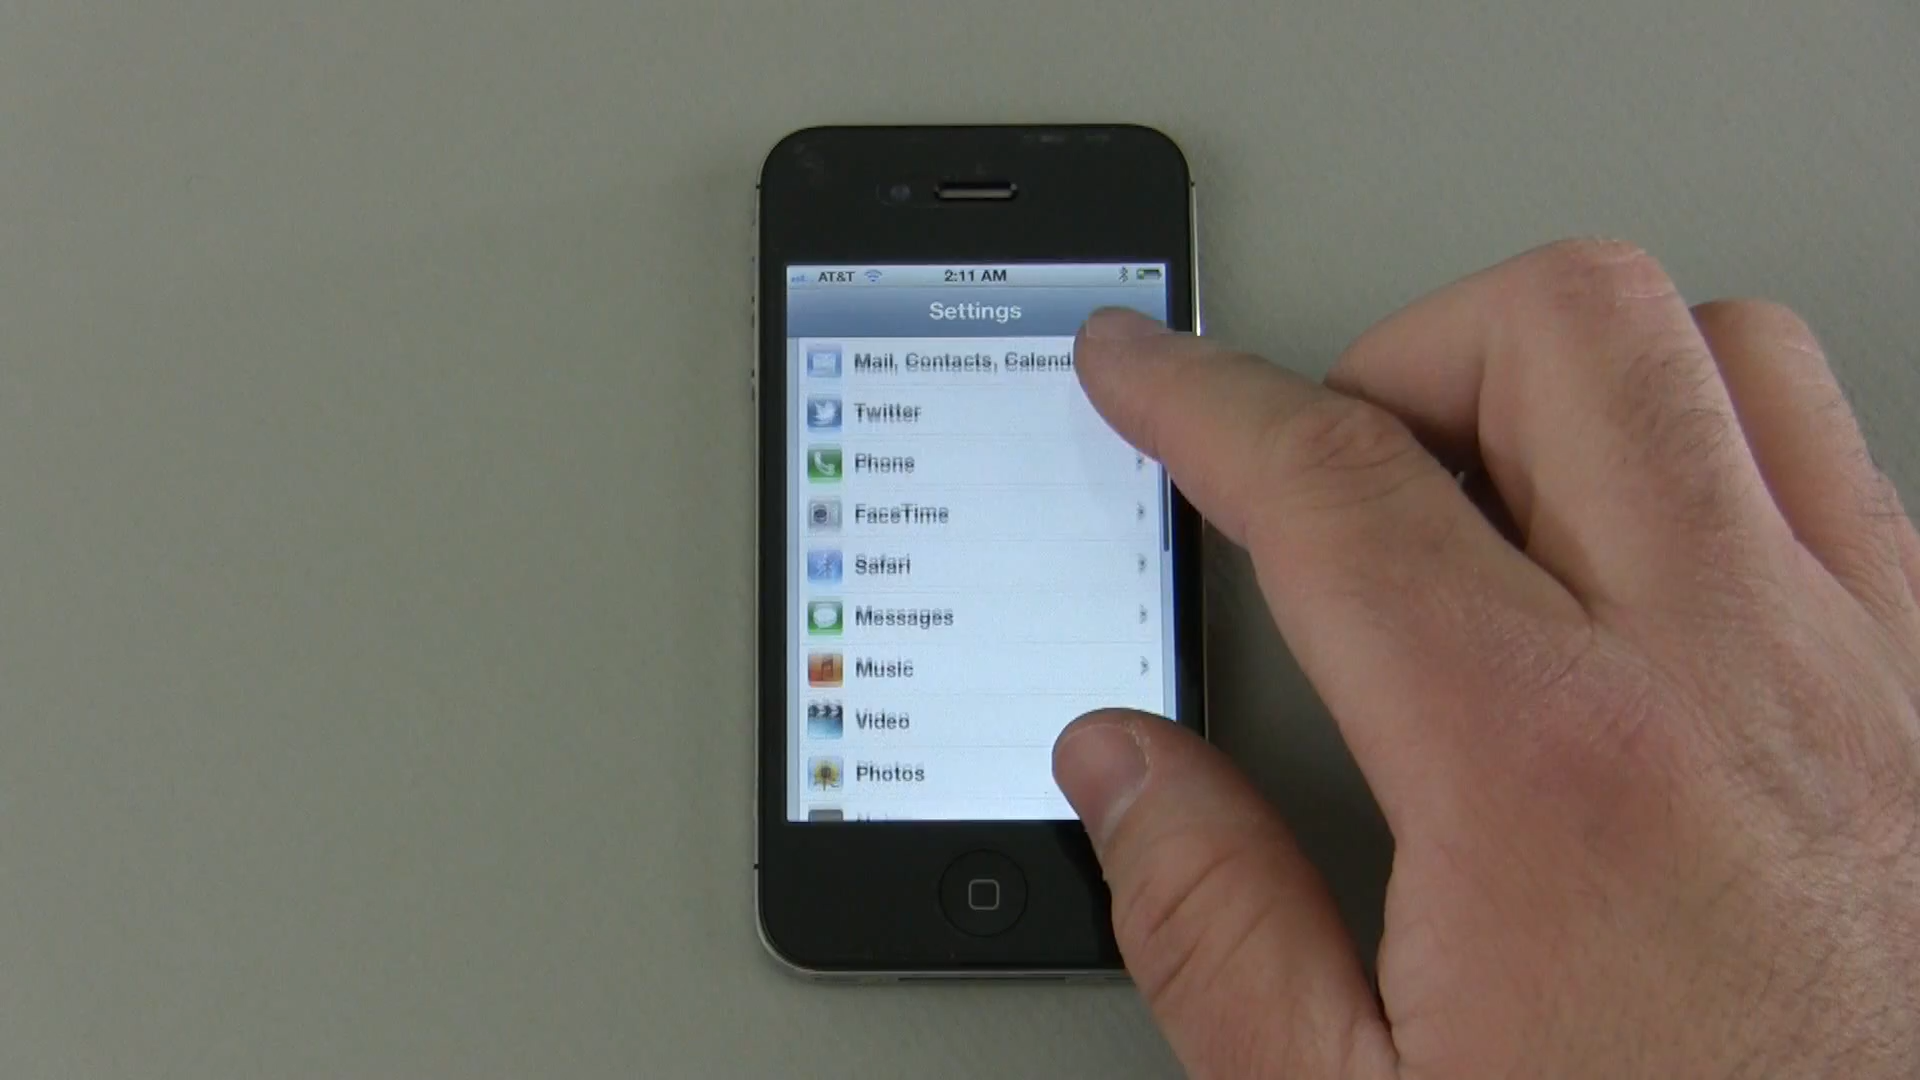 AT&T 2:11 AM
Settings
Mail, Contacts, Calend
Twitter
Phone
FaceTime
Safari
Messages
Music
Video
Photos